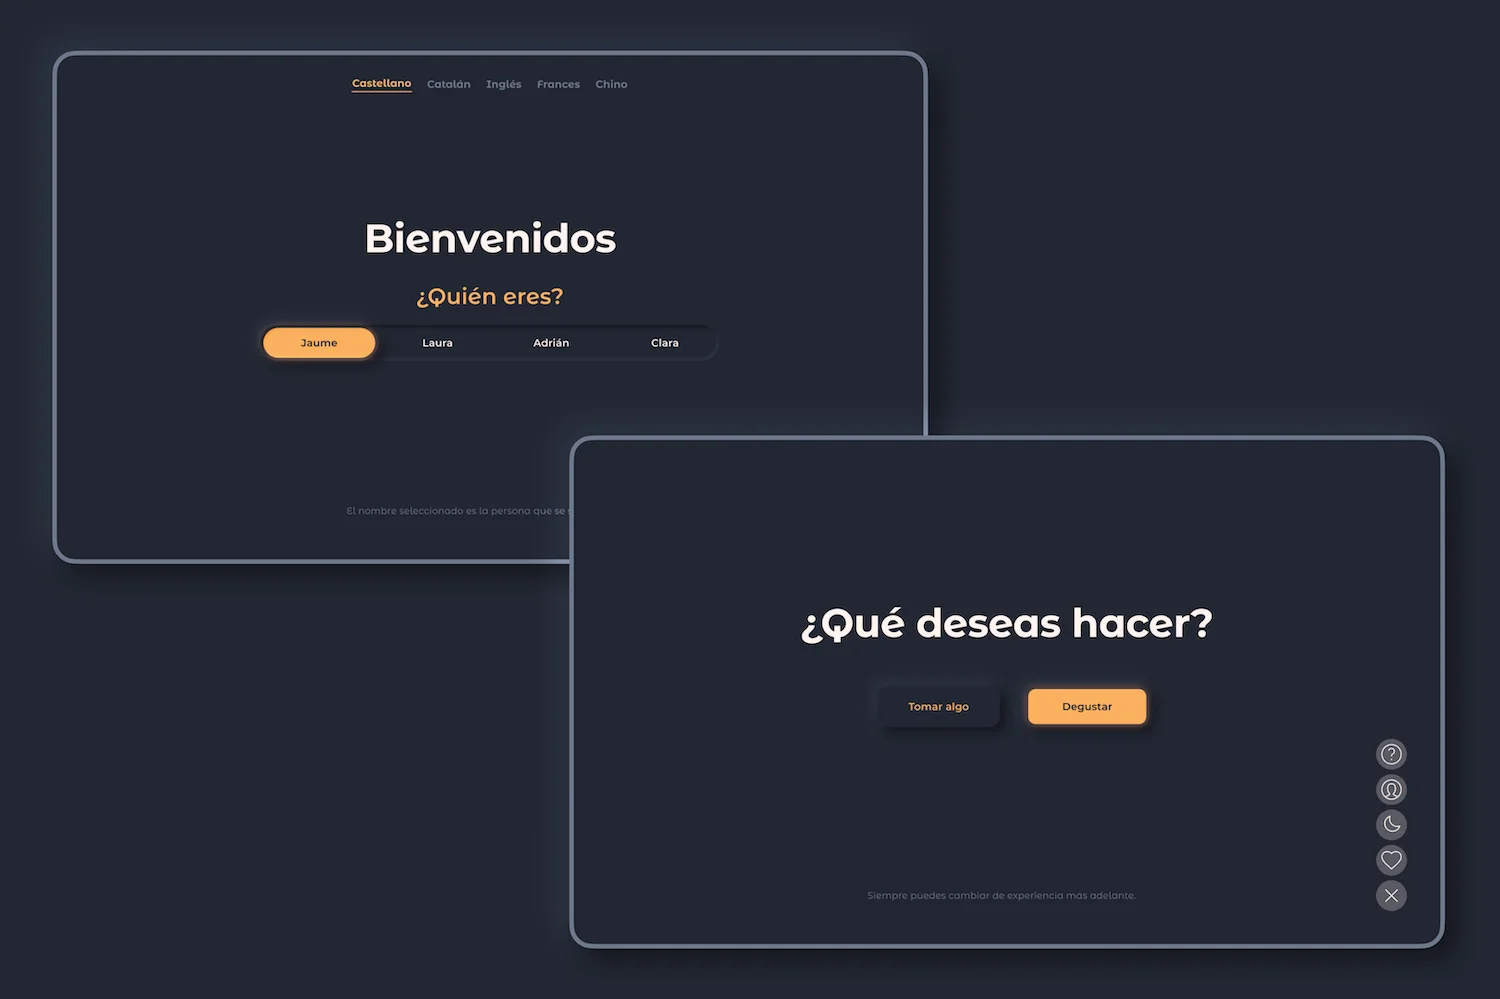 Castellano Catalán Inglés Frances Chino
Bienvenidos
¿Quién eres?
Jaume Laura Adrián Clara
El nombre seleccionado es la persona que se
¿Qué deseas hacer?
Tomar algo Degustar
Siempre puedes cambiar de experiencia más adelante.